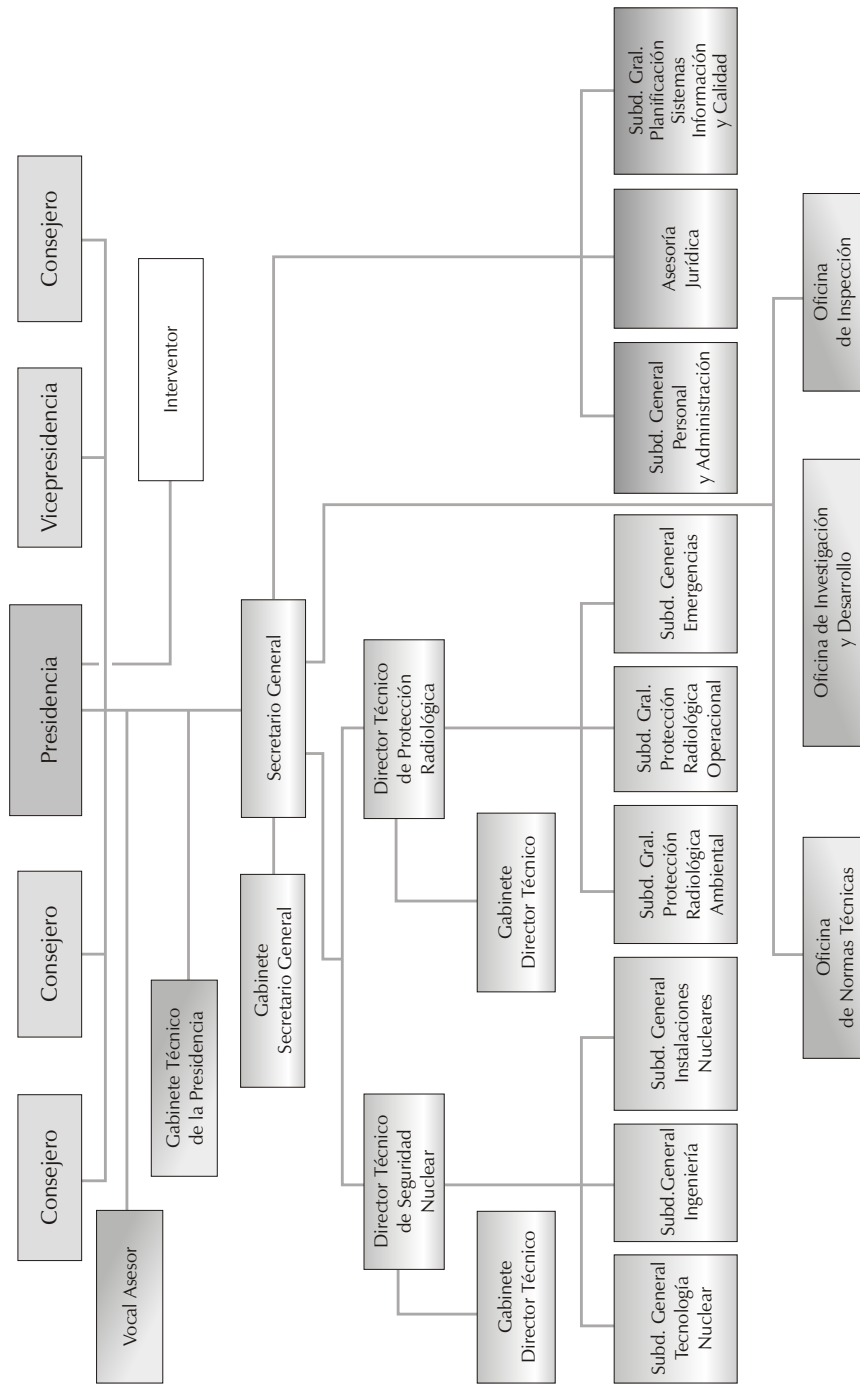 Consejero
Consejero
Presidencia
Vicepresidencia
Consejero
Vocal Asesor
Gabinete Técnico
de la Presidencia
Interventor
Gabinete
Secretario General
Secretario General
Director Técnico
de Seguridad
Nuclear
Director Técnico
de Protección
Radiológica
Gabinete
Director Técnico
Gabinete
Director Técnico
Subd. General
Tecnología
Nuclear
Subd.General
Ingeniería
Subd. General
Instalaciones
Nucleares
Subd. Gral.
Protección
Radiológica
Ambiental
Subd. Gral.
Protección
Radiológica
Operacional
Subd. General
Emergencias
Subd. General
Personal
y Administración
Asesoría
Jurídica
Subd. Gral.
Planificación
Sistemas
Información
y Calidad
Oficina
de Normas Técnicas
Oficina de Investigación
y Desarrollo
Oficina
de Inspección